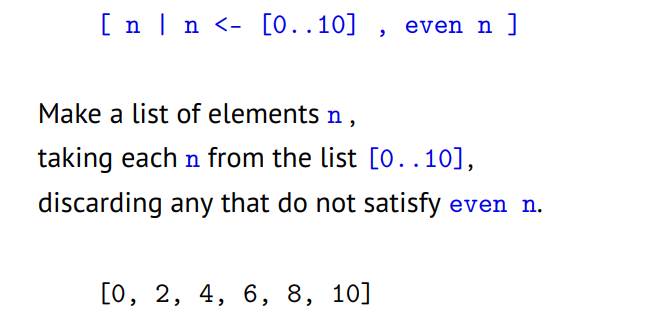 [ n | n <- [0..10] , even n ]
Make a list of elements n ,
taking each n from the list [0..10],
discarding any that do not satisfy even n.
[0, 2, 4, 6, 8, 10]